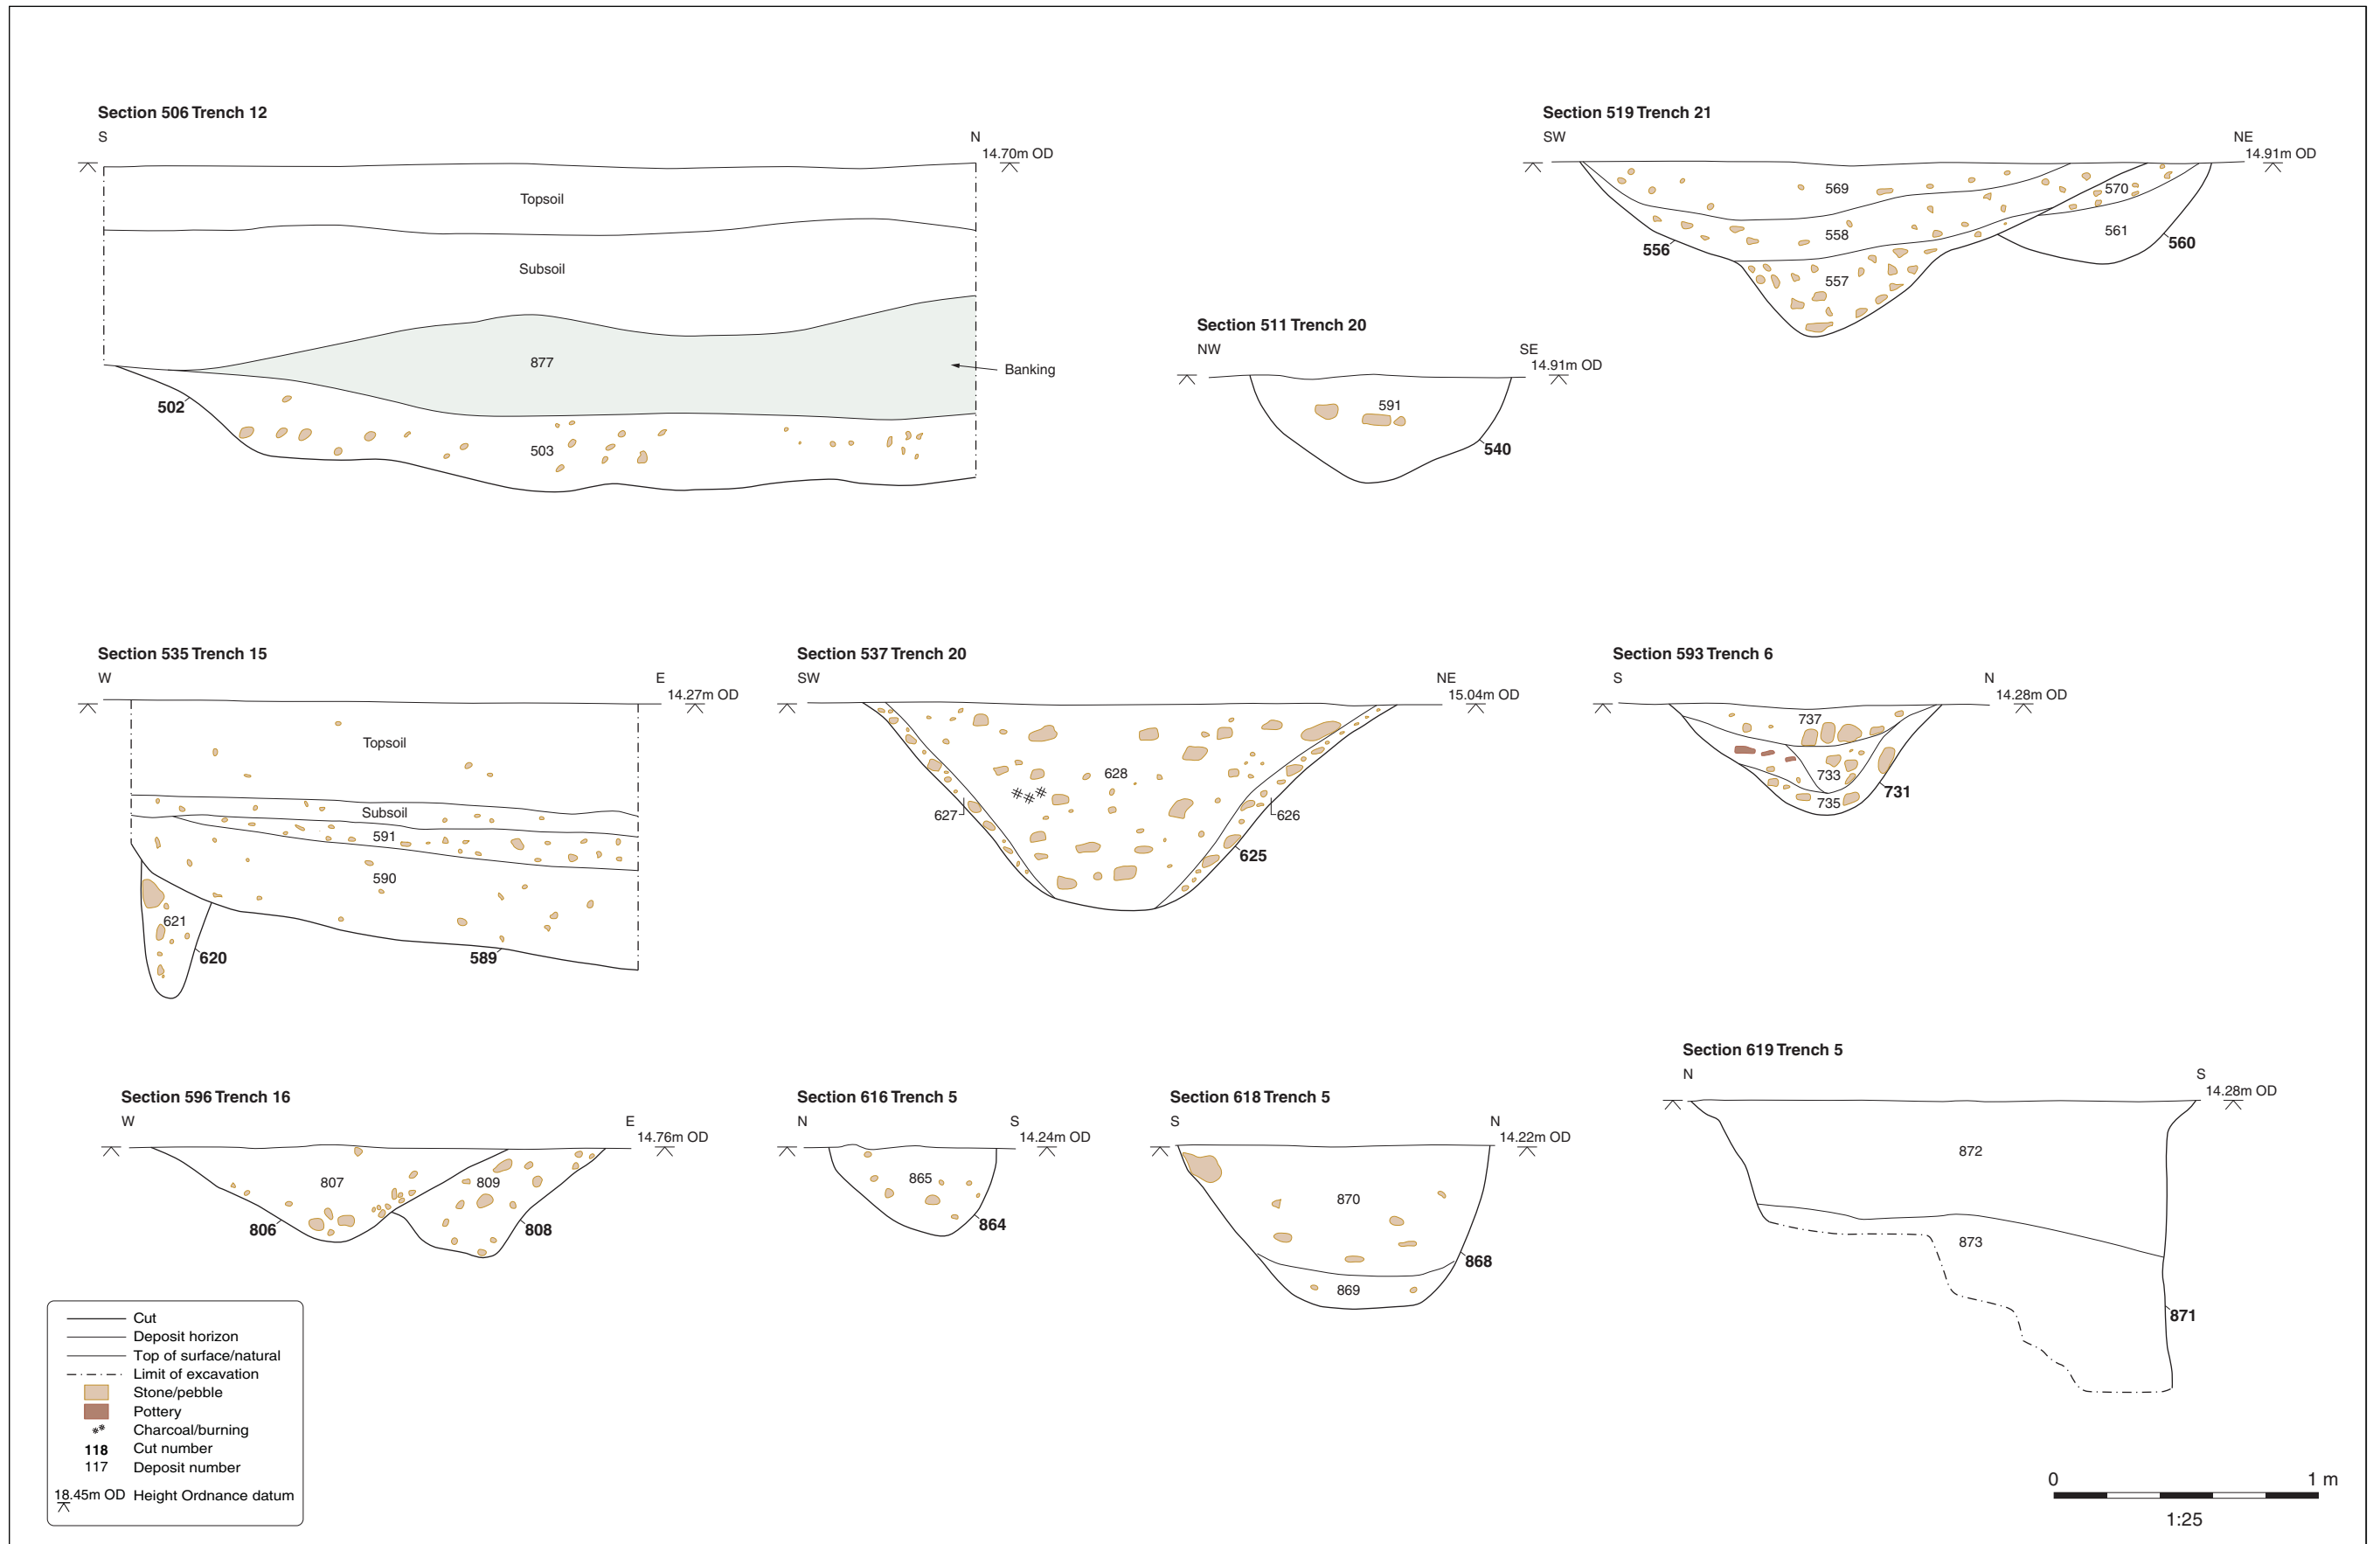 Section 506 Trench 12
S
N
14.70m OD
Topsoil
Subsoil
877
Banking
502
503
Section 511 Trench 20
NW
SE
14.91m OD
591
540
Section 519 Trench 21
SW
NE
14.91m OD
569
570
558
561
556
560
557
Section 535 Trench 15
W
E
14.27m OD
Topsoil
Subsoil
591
590
621
620
589
Section 537 Trench 20
SW
NE
15.04m OD
628
627
626
625
Section 593 Trench 6
S
N
14.28m OD
737
733
735
731
Section 596 Trench 16
W
E
14.76m OD
807
809
806
808
Section 616 Trench 5
N
S
14.24m OD
865
864
Section 618 Trench 5
S
N
14.22m OD
870
868
869
Section 619 Trench 5
N
S
14.28m OD
872
873
871
Cut
Deposit horizon
Top of surface/natural
Limit of excavation
Stone/pebble
Pottery
Charcoal/burning
118 Cut number
117 Deposit number
18.45m OD Height Ordnance datum
0 1 m
1:25